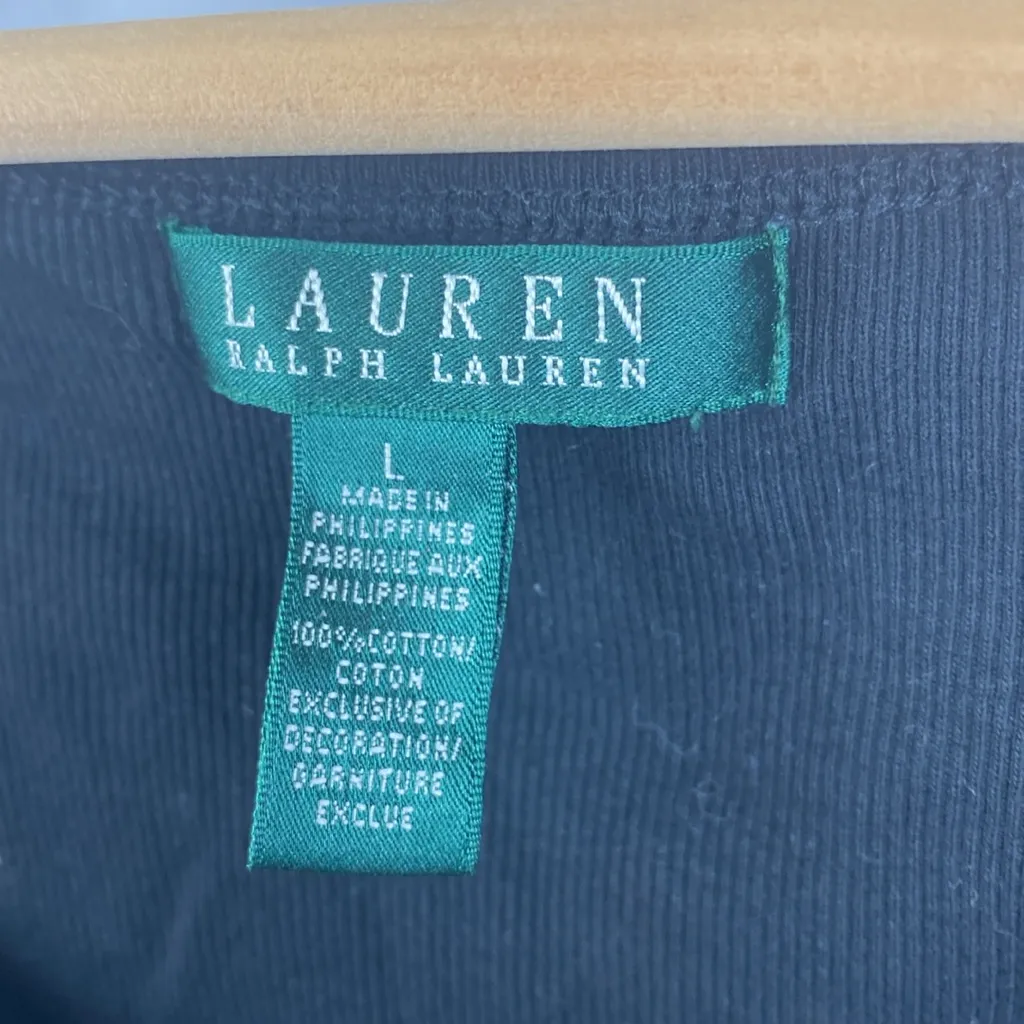 LAUREN
RALPH LAUREN
L
MADE IN
PHILIPPINES
FABRIQUE AUX
PHILIPPINES
100% COTTON/
COTON
EXCLUSIVE OF
DECORATION/
GARNITURE
EXCLUE